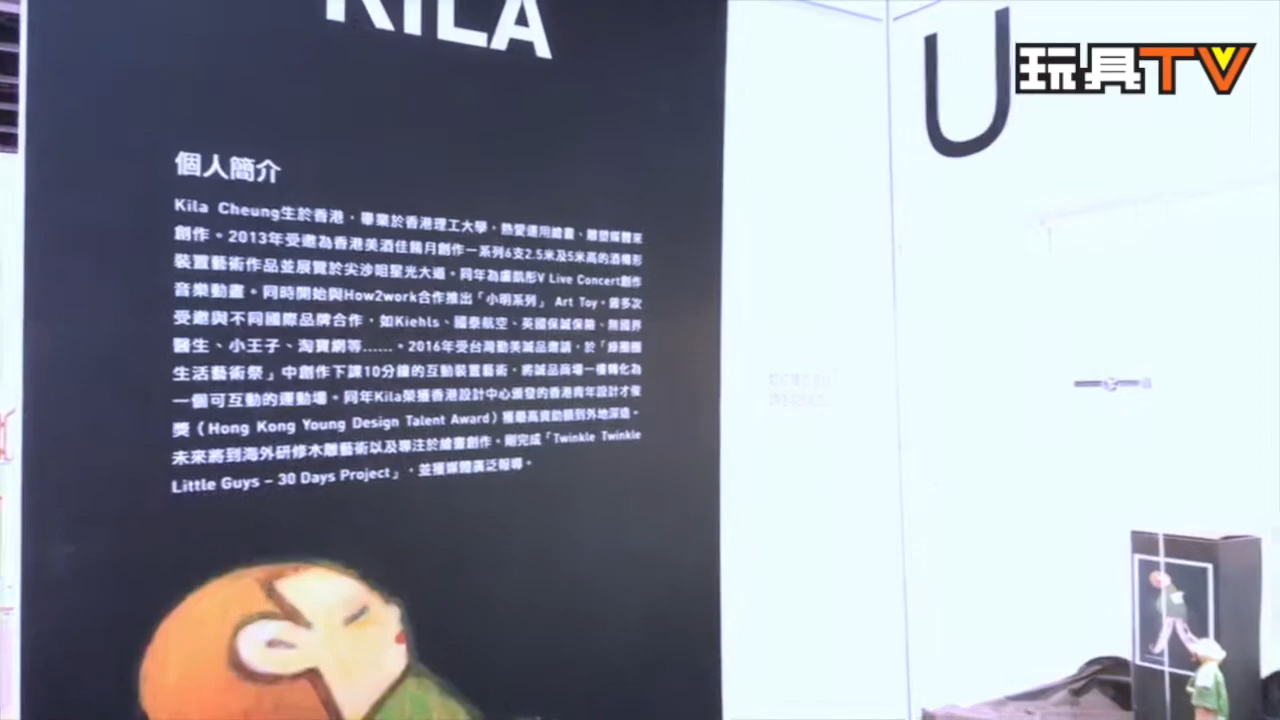 KILA
U
玩具TV
個人簡介
Kila Cheung生於香港，畢業於香港理工大學，熱愛運用繪畫、雕塑媒體來
創作。2013年受邀為香港美酒佳餚月創作一系列6支2.5米及5米高的酒樽形
裝置藝術作品並展覽於尖沙咀星光大道。同年為盧凱彤V Live Concert創作
音樂動畫。同時開始與How2work合作推出「小明系列」 Art Toy，曾多次
受邀與不同國際品牌合作，如Kiehls、國泰航空、英國保誠保險、無國界
醫生、小王子、淘寶網等......。2016年受台灣勤美誠品邀請，於「綠圈圈
生活藝術祭」中創作下課10分鐘的互動裝置藝術，將誠品商場一樓轉化為
一個可互動的運動場。同年Kila榮獲香港設計中心頒發的香港青年設計才俊
獎（Hong Kong Young Design Talent Award）獲最高資助額到外地深造。
未來將到海外研修木雕藝術以及專注於繪畫創作。剛完成「Twinkle Twinkle
Little Guys – 30 Days Project」，並獲媒體廣泛報導。